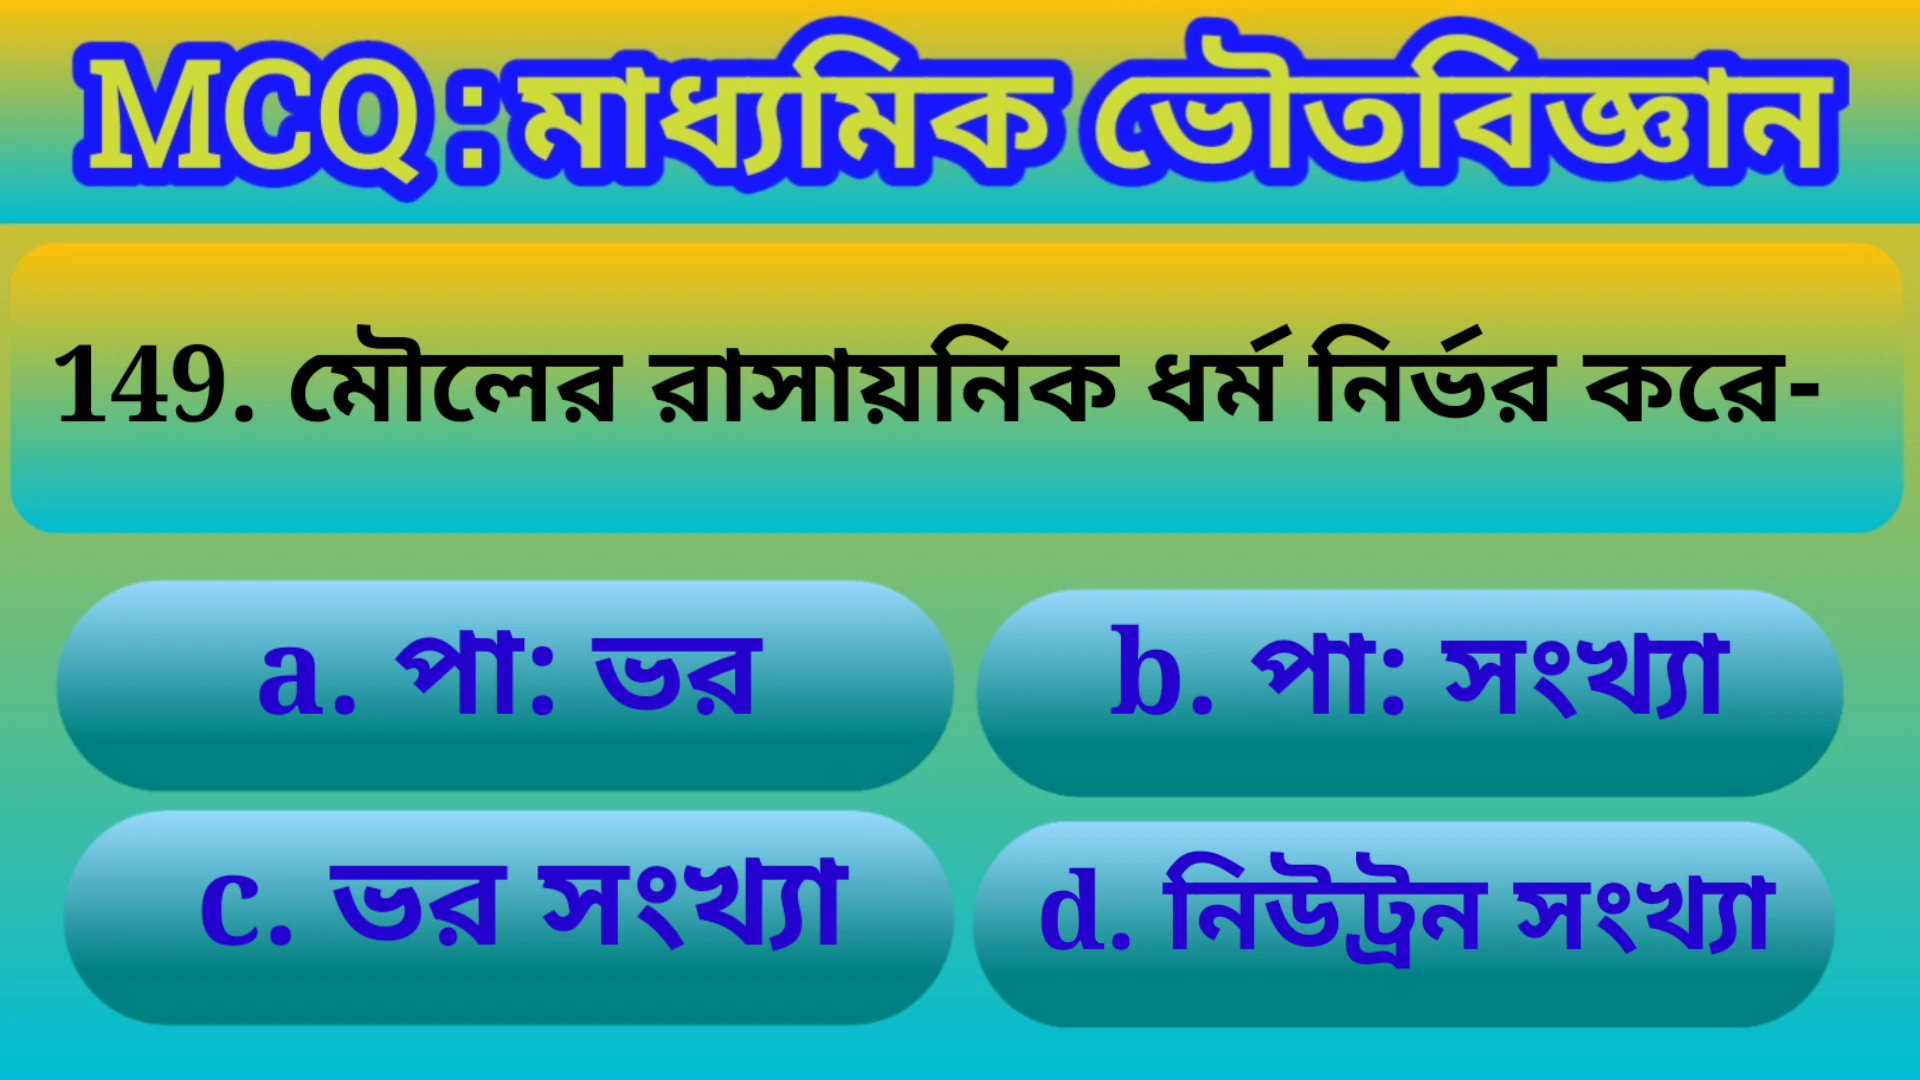 MCQ : মাধ্যমিক ভৌতবিজ্ঞান
149. মৌলের রাসায়নিক ধর্ম নির্ভর করে-
a. পা: ভর
b. পা: সংখ্যা
c. ভর সংখ্যা
d. নিউট্রন সংখ্যা